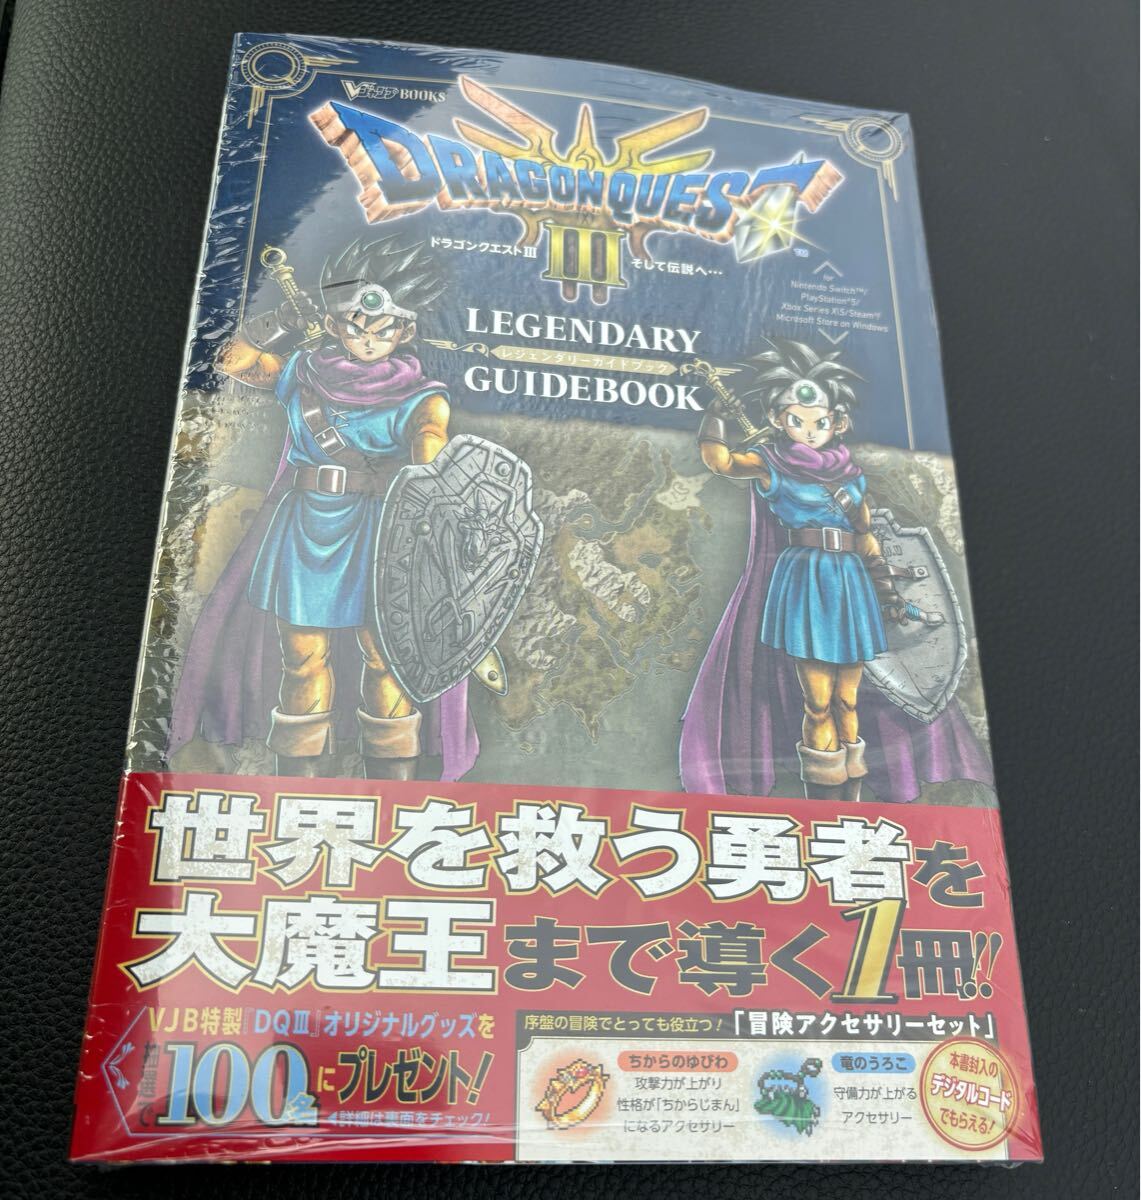 Vジャンプ BOOKS
DRAGON QUEST
III
ドラゴンクエストIII
そして伝説へ…
for
Nintendo Switch™/
PlayStation®5/
Xbox Series X|S/Steam®/
Microsoft Store on Windows
LEGENDARY
レジェンダリーガイドブック
GUIDEBOOK
世界を救う勇者を
大魔王まで導く1冊!!
VJB特製『DQⅢ』オリジナルグッズを
抽選で100名にプレゼント!
◀詳細は裏面をチェック!
序盤の冒険でとっても役立つ!「冒険アクセサリーセット」
ちからのゆびわ
攻撃力が上がり
性格が「ちからじまん」
になるアクセサリー
竜のうろこ
守備力が上がる
アクセサリー
本書封入の
デジタルコード
でもらえる!